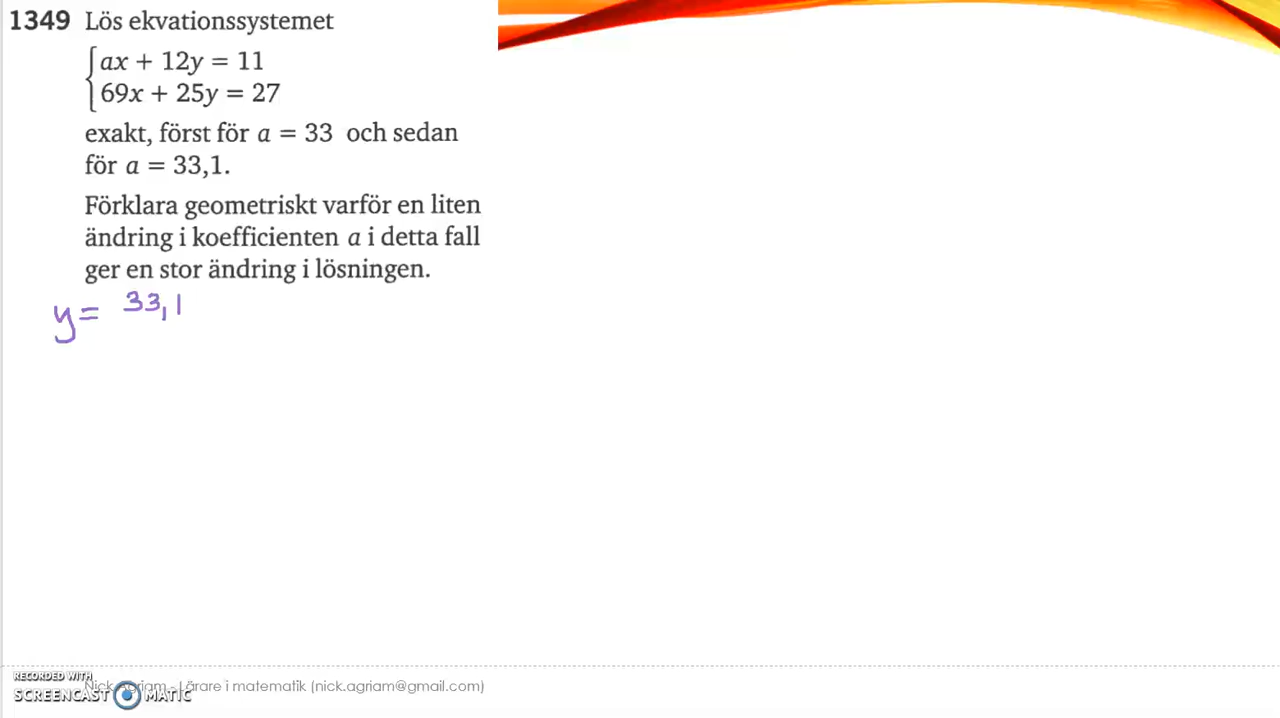 1349 Lös ekvationssystemet
ax + 12y = 11
69x + 25y = 27
exakt, först för a = 33 och sedan
för a = 33,1.
Förklara geometriskt varför en liten
ändring i koefficienten a i detta fall
ger en stor ändring i lösningen.
y = 33,1
RECORDED WITH
SCREENCAST MATIC
Nick Agriam - Lärare i matematik (nick.agriam@gmail.com)